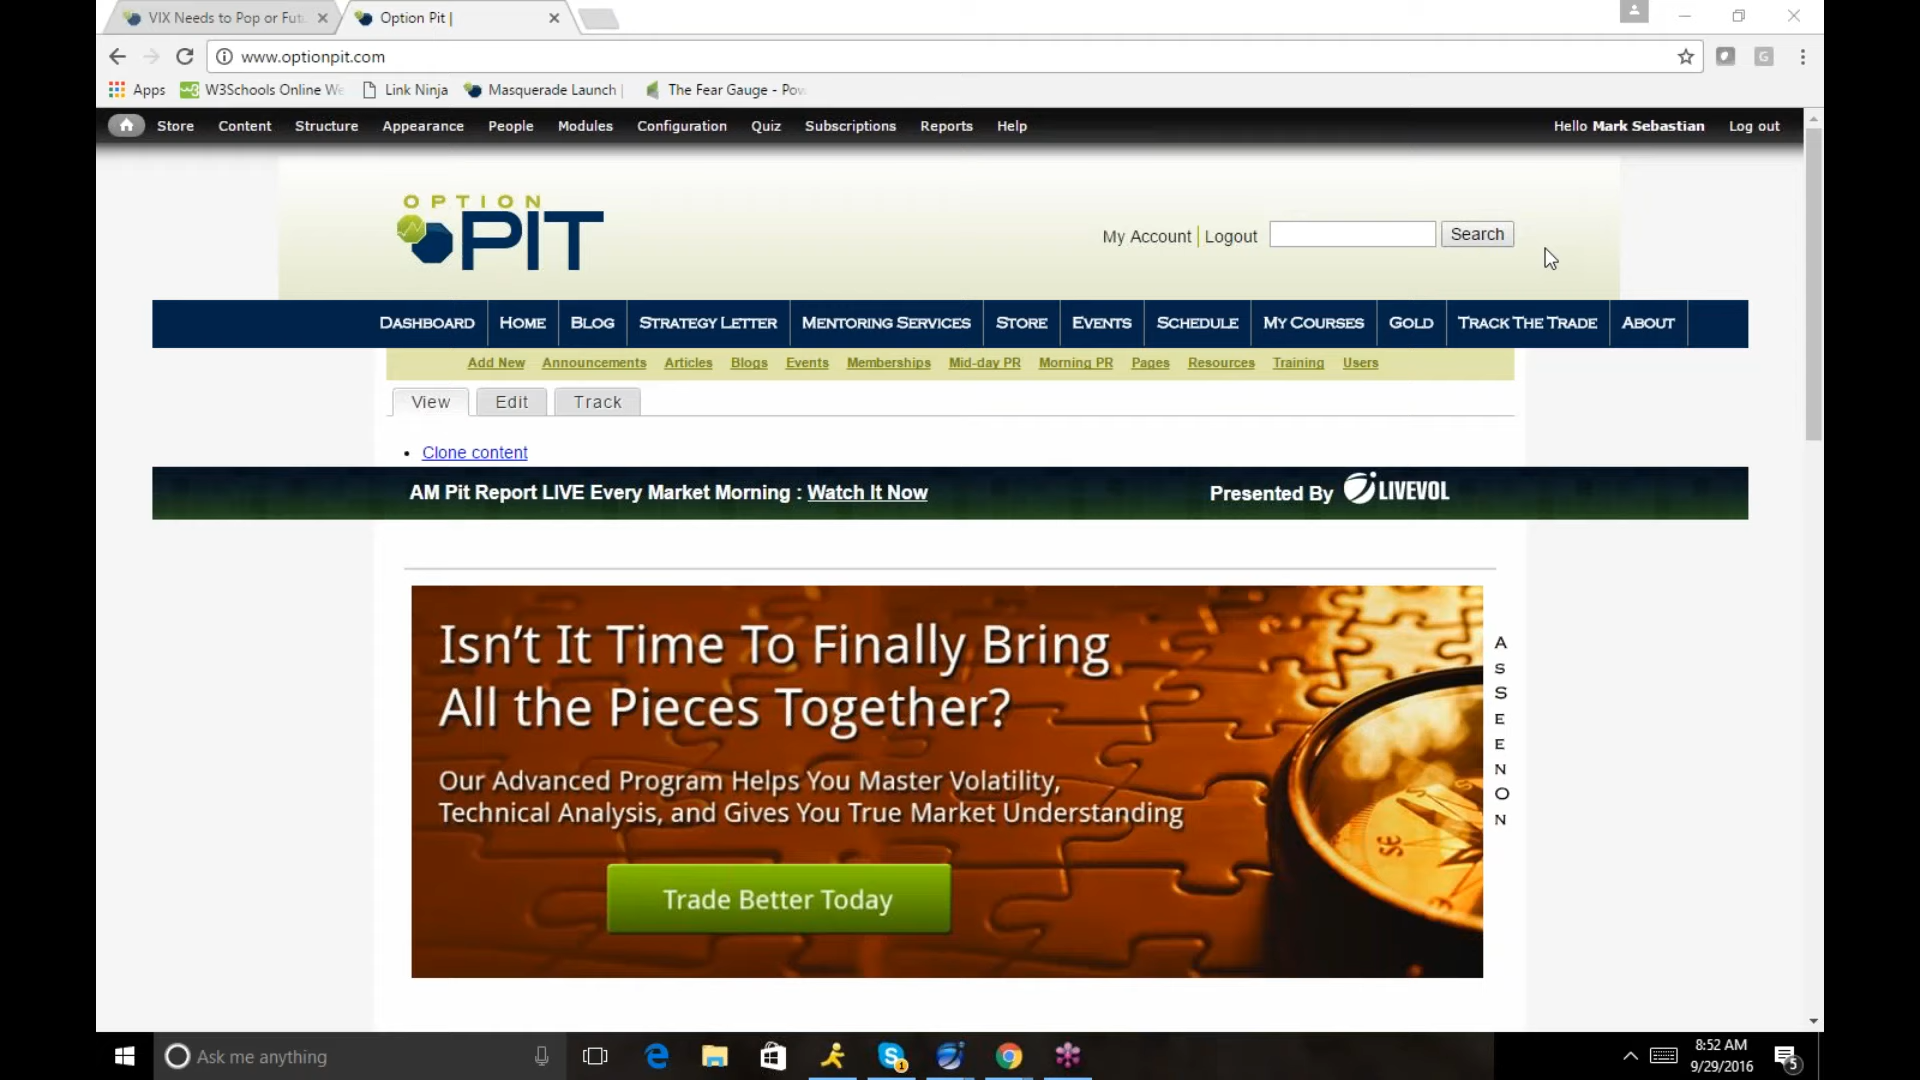 VIX Needs to Pop or Fut
Option Pit |
www.optionpit.com
Apps
W3Schools Online We
Link Ninja
Masquerade Launch |
The Fear Gauge - Pow
Store
Content
Structure
Appearance
People
Modules
Configuration
Quiz
Subscriptions
Reports
Help
Hello Mark Sebastian
Log out
OPTION
PIT
My Account
Logout
Search
DASHBOARD
HOME
BLOG
STRATEGY LETTER
MENTORING SERVICES
STORE
EVENTS
SCHEDULE
MY COURSES
GOLD
TRACK THE TRADE
ABOUT
Add New
Announcements
Articles
Blogs
Events
Memberships
Mid-day PR
Morning PR
Pages
Resources
Training
Users
View
Edit
Track
Clone content
AM Pit Report LIVE Every Market Morning : Watch It Now
Presented By LIVEVOL
Isn't It Time To Finally Bring
All the Pieces Together?
Our Advanced Program Helps You Master Volatility,
Technical Analysis, and Gives You True Market Understanding
Trade Better Today
SE
A
S
S
E
E
N
O
N
Ask me anything
1
8:52 AM
9/29/2016
5